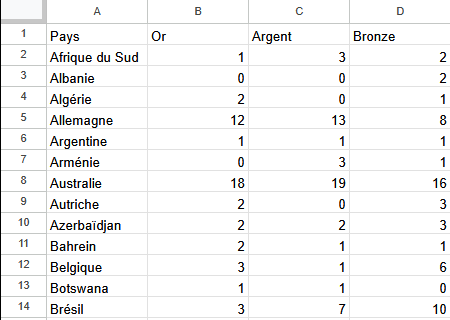 A B C D
1 Pays Or Argent Bronze
2 Afrique du Sud 1 3 2
3 Albanie 0 0 2
4 Algérie 2 0 1
5 Allemagne 12 13 8
6 Argentine 1 1 1
7 Arménie 0 3 1
8 Australie 18 19 16
9 Autriche 2 0 3
10 Azerbaïdjan 2 2 3
11 Bahrein 2 1 1
12 Belgique 3 1 6
13 Botswana 1 1 0
14 Brésil 3 7 10